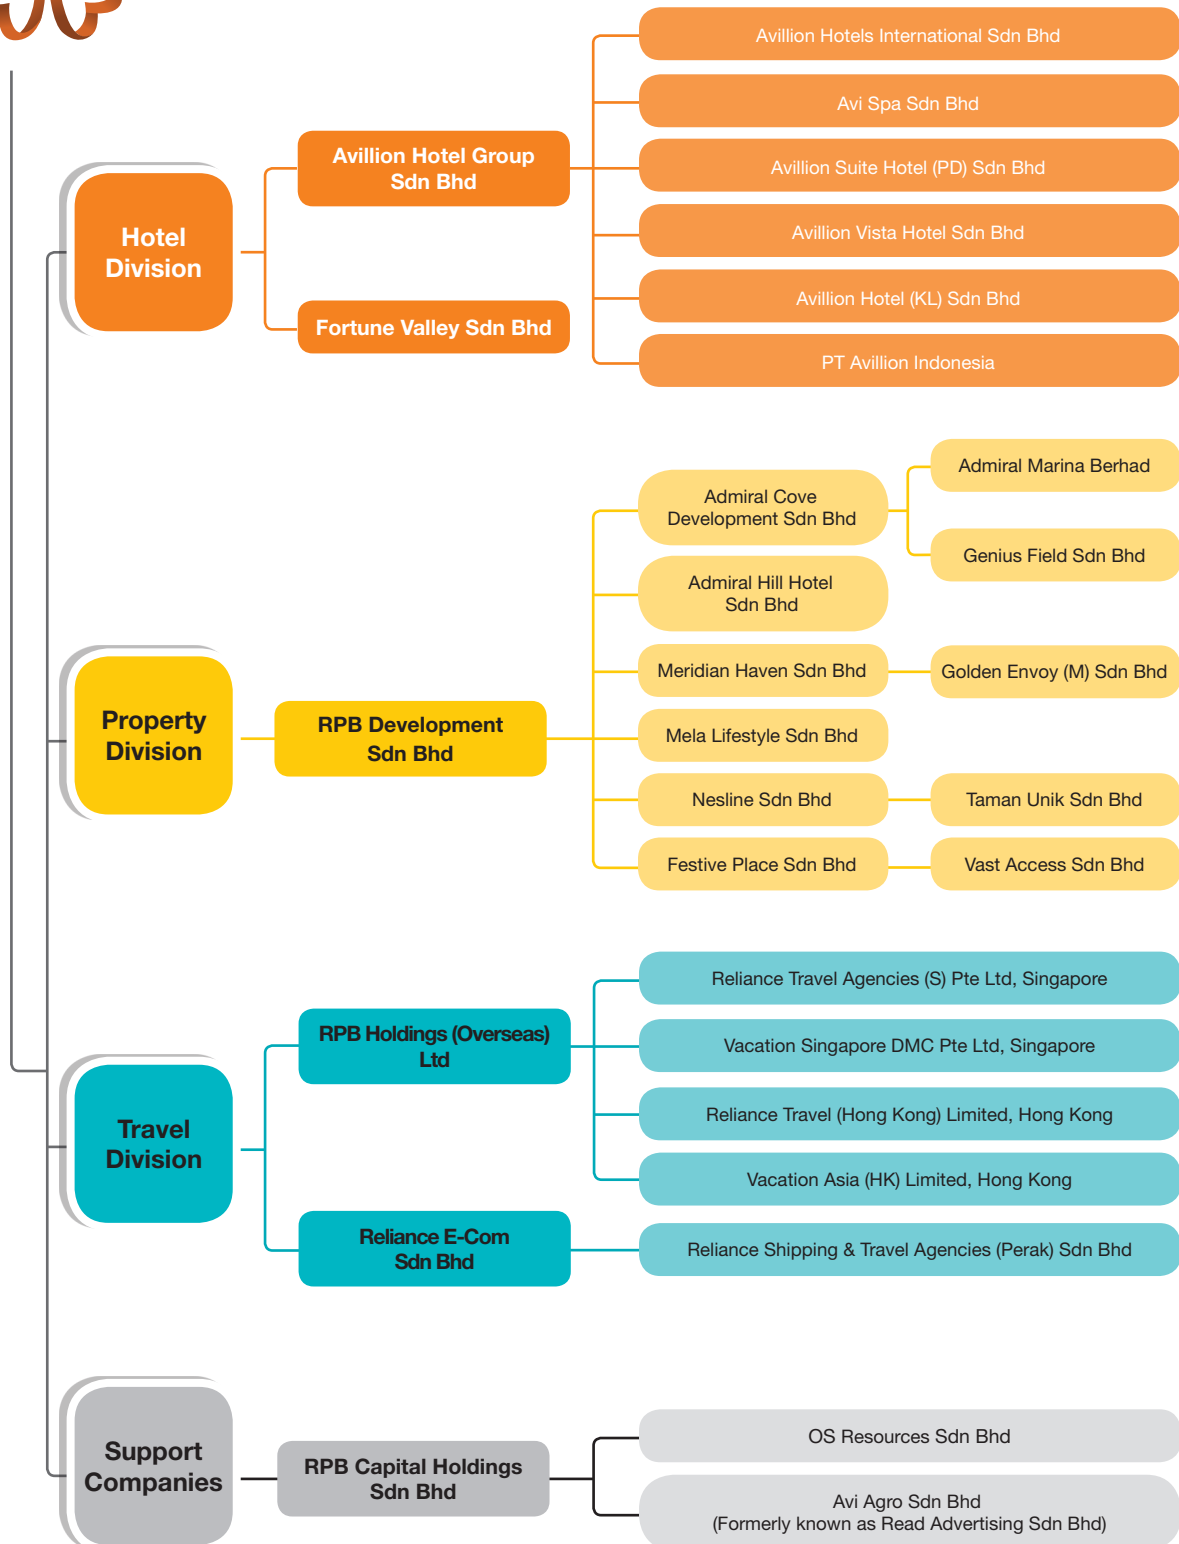 Hotel
Division
Avillion Hotel Group
Sdn Bhd
Fortune Valley Sdn Bhd
Avillion Hotels International Sdn Bhd
Avi Spa Sdn Bhd
Avillion Suite Hotel (PD) Sdn Bhd
Avillion Vista Hotel Sdn Bhd
Avillion Hotel (KL) Sdn Bhd
PT Avillion Indonesia
Property
Division
RPB Development
Sdn Bhd
Admiral Cove
Development Sdn Bhd
Admiral Marina Berhad
Genius Field Sdn Bhd
Admiral Hill Hotel
Sdn Bhd
Meridian Haven Sdn Bhd
Golden Envoy (M) Sdn Bhd
Mela Lifestyle Sdn Bhd
Nesline Sdn Bhd
Taman Unik Sdn Bhd
Festive Place Sdn Bhd
Vast Access Sdn Bhd
Travel
Division
RPB Holdings (Overseas)
Ltd
Reliance Travel Agencies (S) Pte Ltd, Singapore
Vacation Singapore DMC Pte Ltd, Singapore
Reliance Travel (Hong Kong) Limited, Hong Kong
Vacation Asia (HK) Limited, Hong Kong
Reliance E-Com
Sdn Bhd
Reliance Shipping & Travel Agencies (Perak) Sdn Bhd
Support
Companies
RPB Capital Holdings
Sdn Bhd
OS Resources Sdn Bhd
Avi Agro Sdn Bhd
(Formerly known as Read Advertising Sdn Bhd)